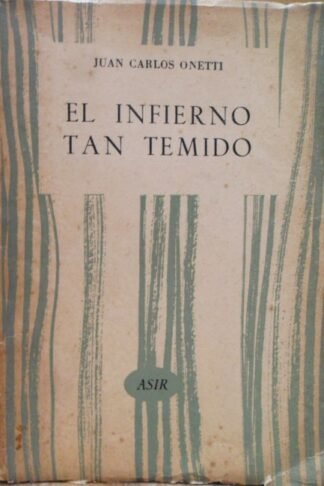 JUAN CARLOS ONETTI
EL INFIERNO
TAN TEMIDO
ASIR